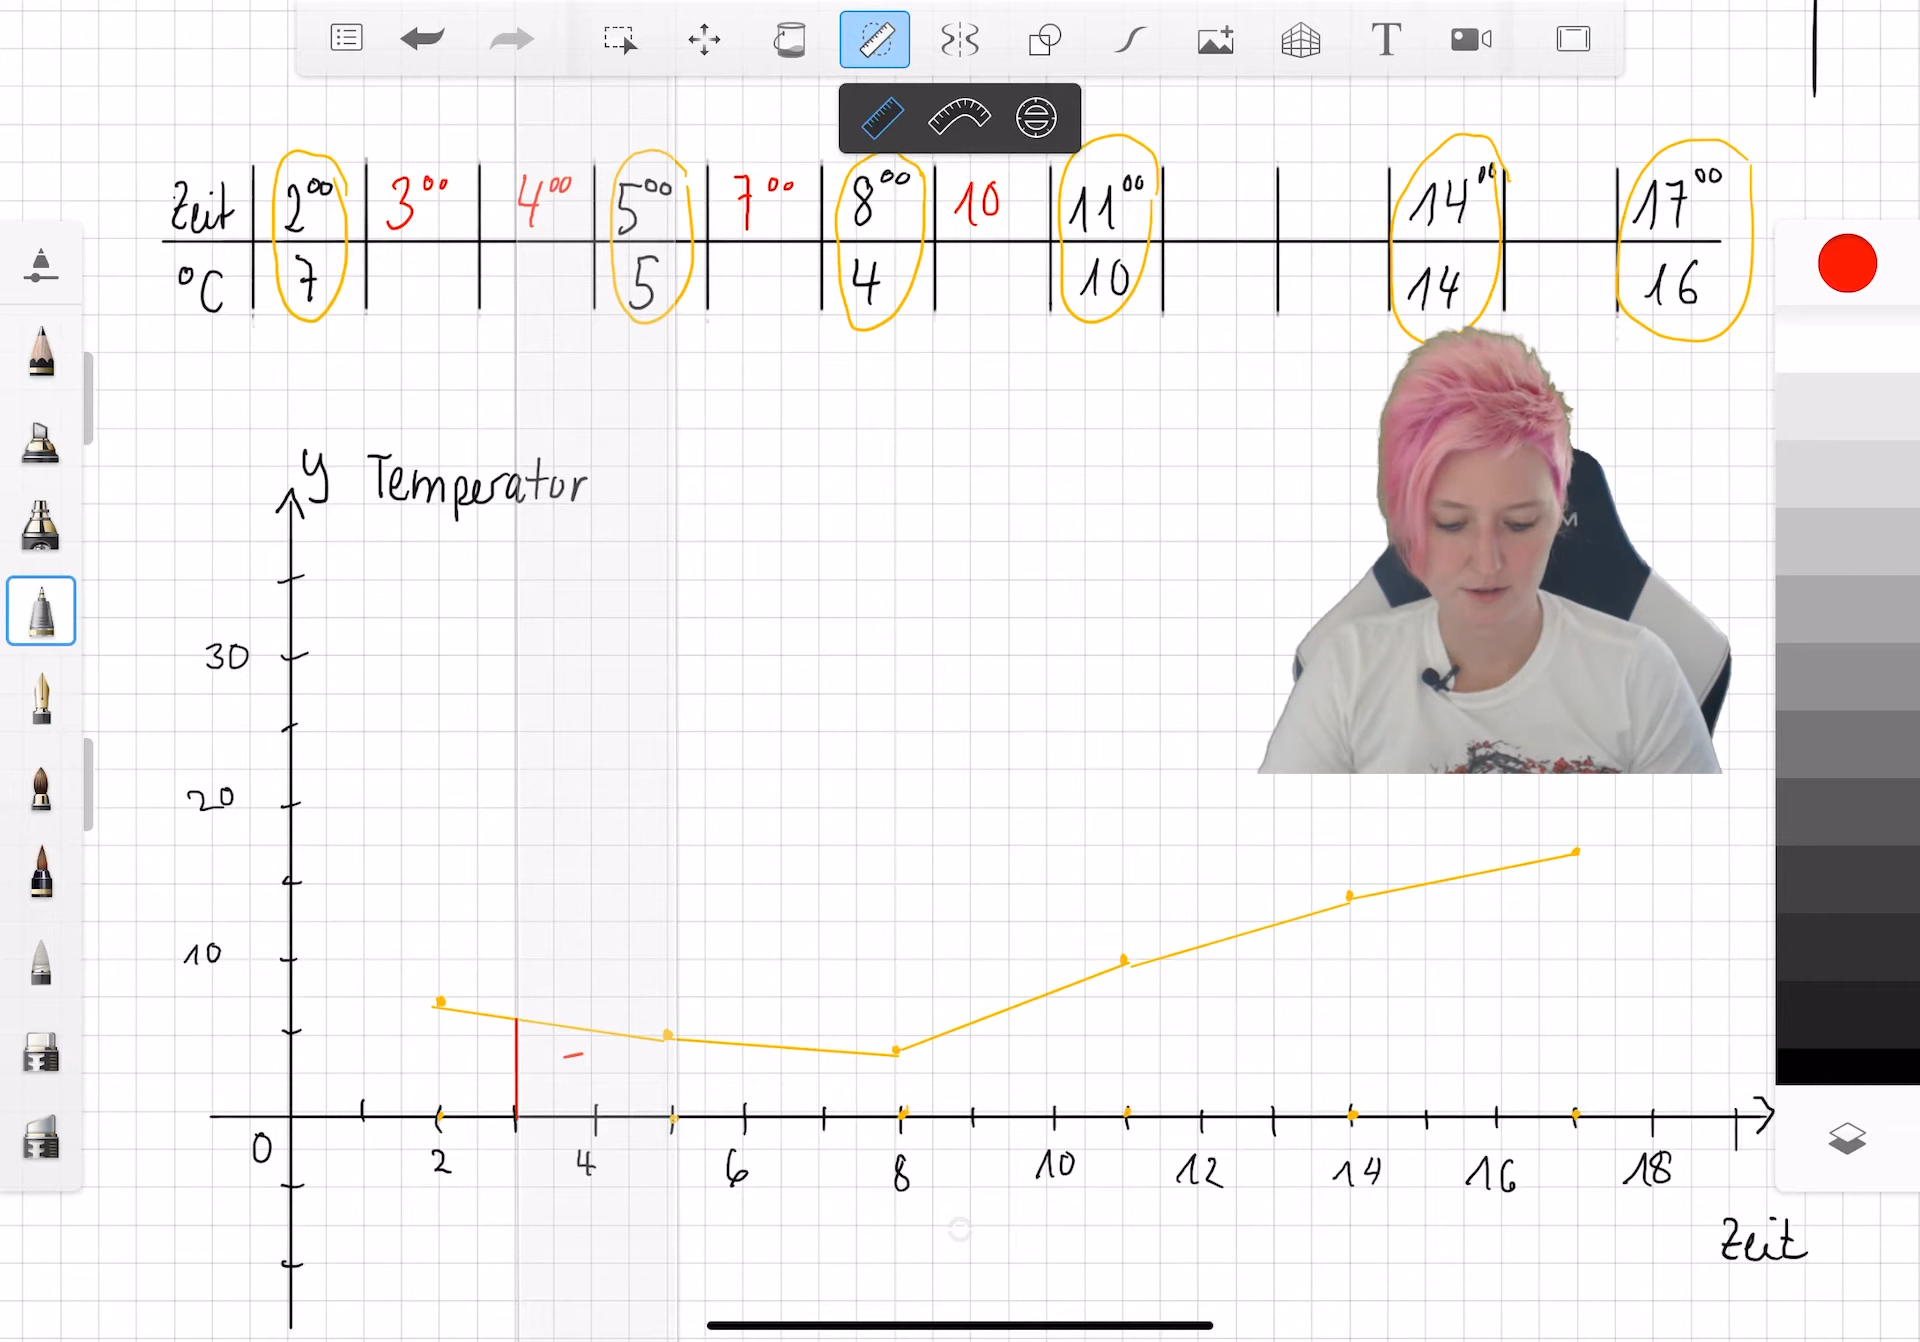 Zeit 2⁰⁰ 3⁰⁰ 4⁰⁰ 5⁰⁰ 7⁰⁰ 8⁰⁰ 10 11⁰⁰ 14⁰⁰ 17⁰⁰
°C 7 5 4 10 14 16
y Temperatur
30
20
10
0 2 4 6 8 10 12 14 16 18
Zeit